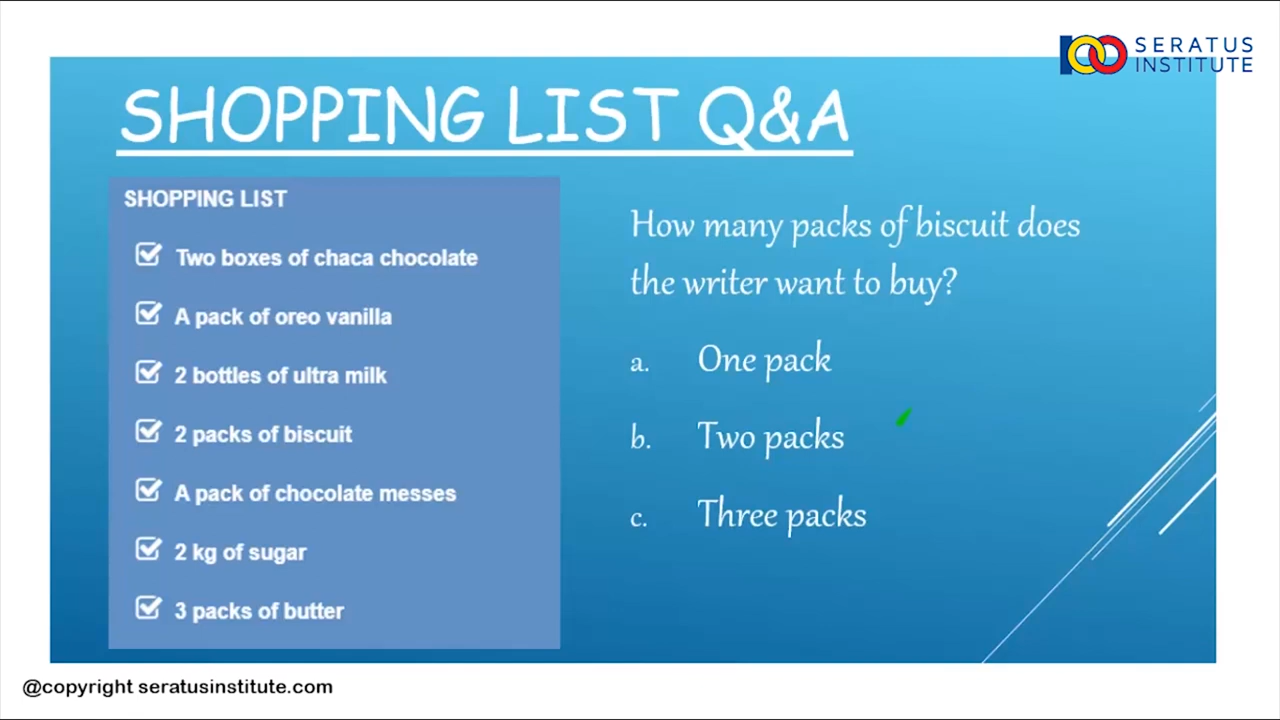 SERATUS
INSTITUTE
SHOPPING LIST Q&A
SHOPPING LIST
Two boxes of chaca chocolate
A pack of oreo vanilla
2 bottles of ultra milk
2 packs of biscuit
A pack of chocolate messes
2 kg of sugar
3 packs of butter
How many packs of biscuit does
the writer want to buy?
a. One pack
b. Two packs
c. Three packs
@copyright seratusinstitute.com